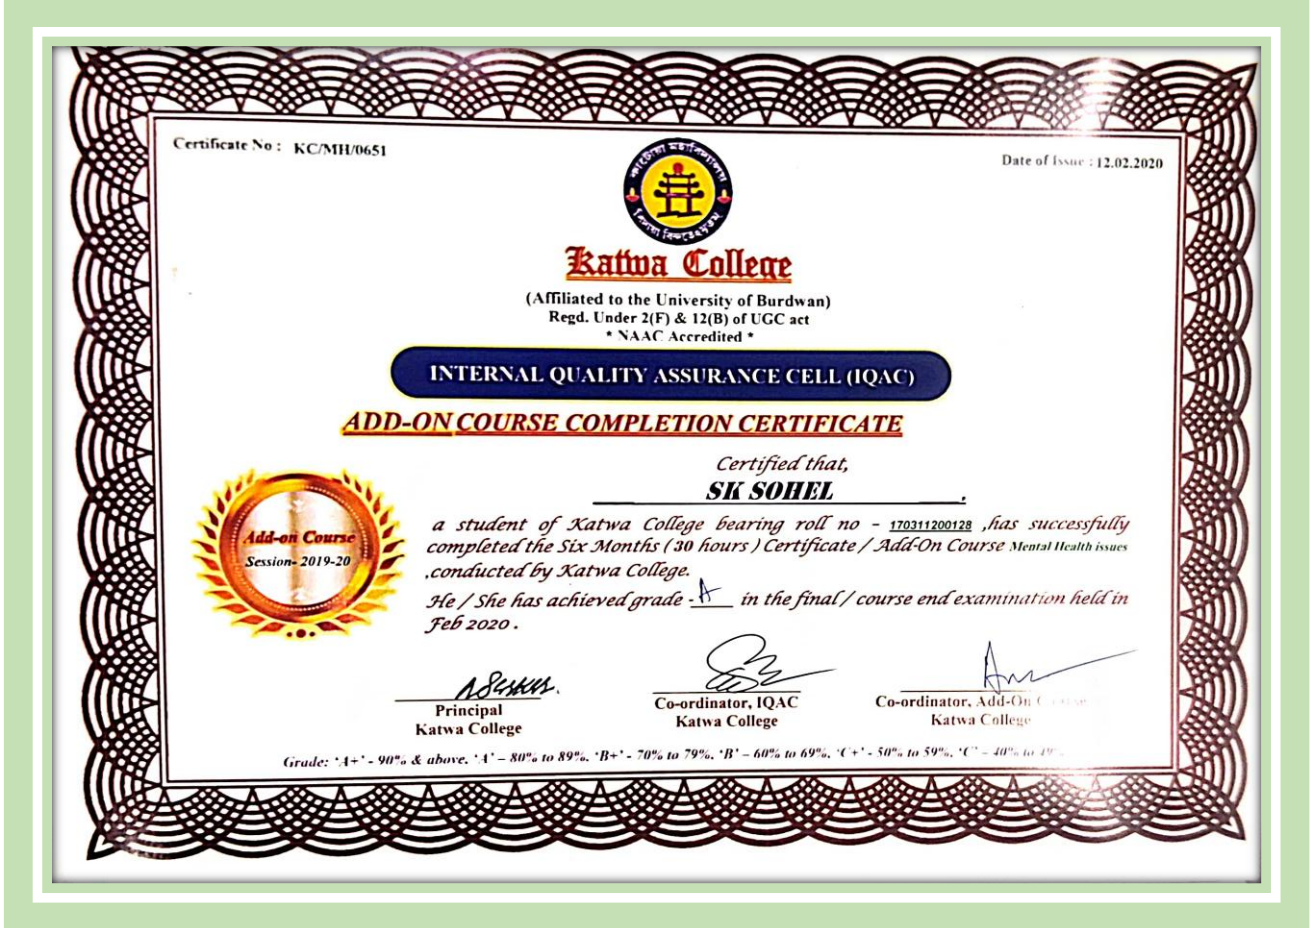 Certificate No : KC/MH/0651
Date of Issue : 12.02.2020
কাটোয়া মহাবিদ্যালয়
Katwa College
(Affiliated to the University of Burdwan)
Regd. Under 2(F) & 12(B) of UGC act
* NAAC Accredited *
INTERNAL QUALITY ASSURANCE CELL (IQAC)
ADD-ON COURSE COMPLETION CERTIFICATE
Certified that,
SK SOHEL .
Add-on Course
Session- 2019-20
a student of Katwa College bearing roll no - 170311200128 ,has successfully
completed the Six Months ( 30 hours ) Certificate / Add-On Course Mental Health issues
,conducted by Katwa College.
He / She has achieved grade - A in the final / course end examination held in
Feb 2020 .
Principal
Katwa College
Co-ordinator, IQAC
Katwa College
Co-ordinator, Add-On Course
Katwa College
Grade: 'A+' - 90% & above, 'A' – 80% to 89%, 'B+' - 70% to 79%, 'B' – 60% to 69%, 'C+' - 50% to 59%, 'C' – 40% to 49%